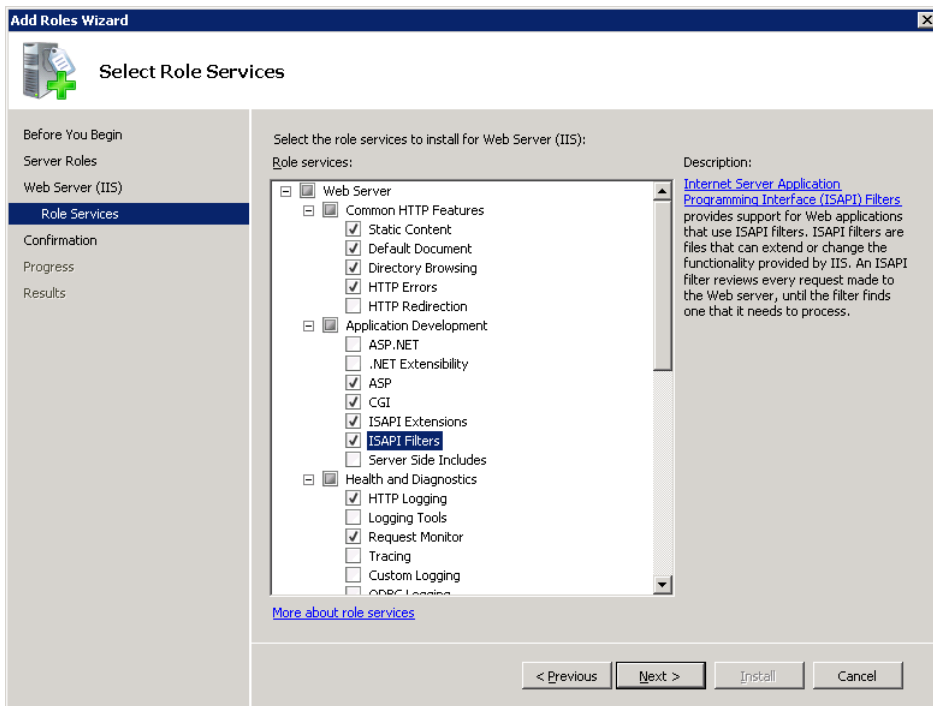 Add Roles Wizard
Select Role Services
Before You Begin
Server Roles
Web Server (IIS)
Role Services
Confirmation
Progress
Results
Select the role services to install for Web Server (IIS):
Role services:
Web Server
Common HTTP Features
Static Content
Default Document
Directory Browsing
HTTP Errors
HTTP Redirection
Application Development
ASP.NET
.NET Extensibility
ASP
CGI
ISAPI Extensions
ISAPI Filters
Server Side Includes
Health and Diagnostics
HTTP Logging
Logging Tools
Request Monitor
Tracing
Custom Logging
ODBC Logging
More about role services
Description:
Internet Server Application
Programming Interface (ISAPI) Filters
provides support for Web applications
that use ISAPI filters. ISAPI filters are
files that can extend or change the
functionality provided by IIS. An ISAPI
filter reviews every request made to
the Web server, until the filter finds
one that it needs to process.
< Previous
Next >
Install
Cancel